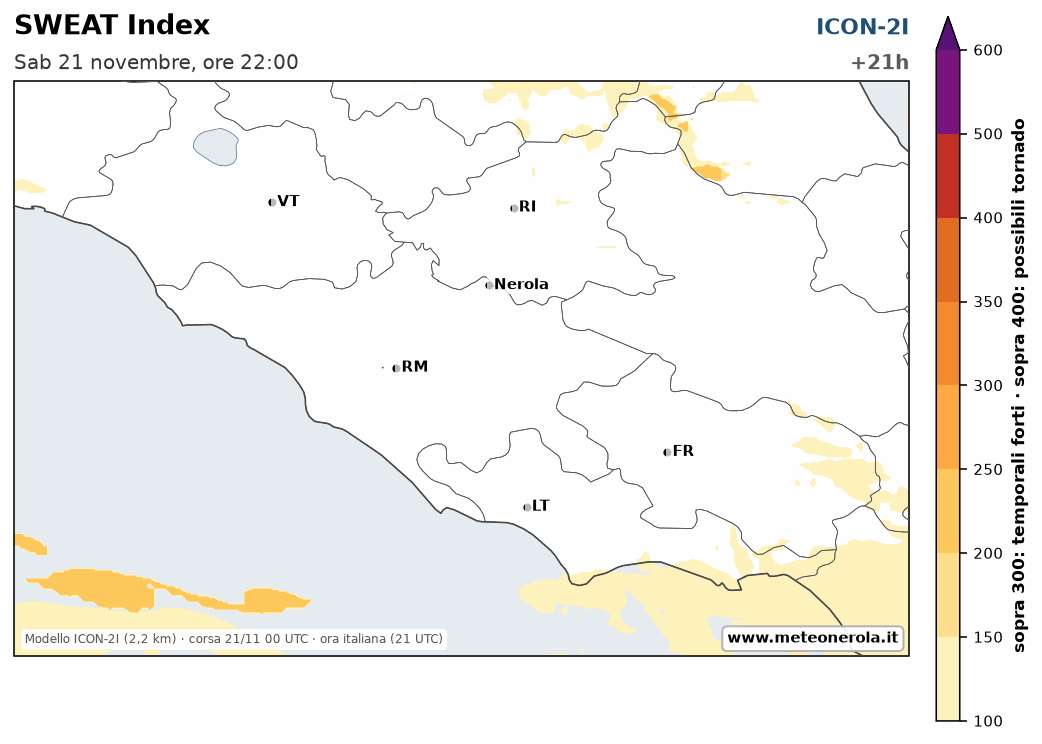 SWEAT Index
ICON-2I
Sab 21 novembre, ore 22:00
+21h
VT
RI
Nerola
RM
FR
LT
Modello ICON-2I (2,2 km) · corsa 21/11 00 UTC · ora italiana (21 UTC)
www.meteonerola.it
600
500
400
350
300
250
200
150
100
sopra 300: temporali forti · sopra 400: possibili tornado